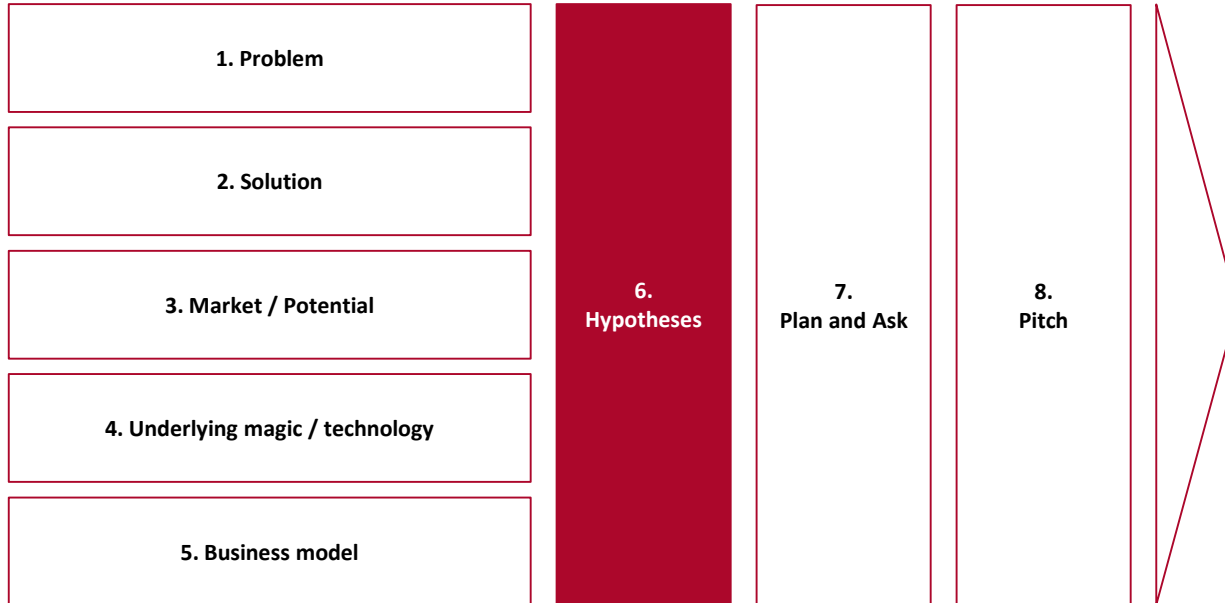 1. Problem
2. Solution
3. Market / Potential
4. Underlying magic / technology
5. Business model
6.
Hypotheses
7.
Plan and Ask
8.
Pitch